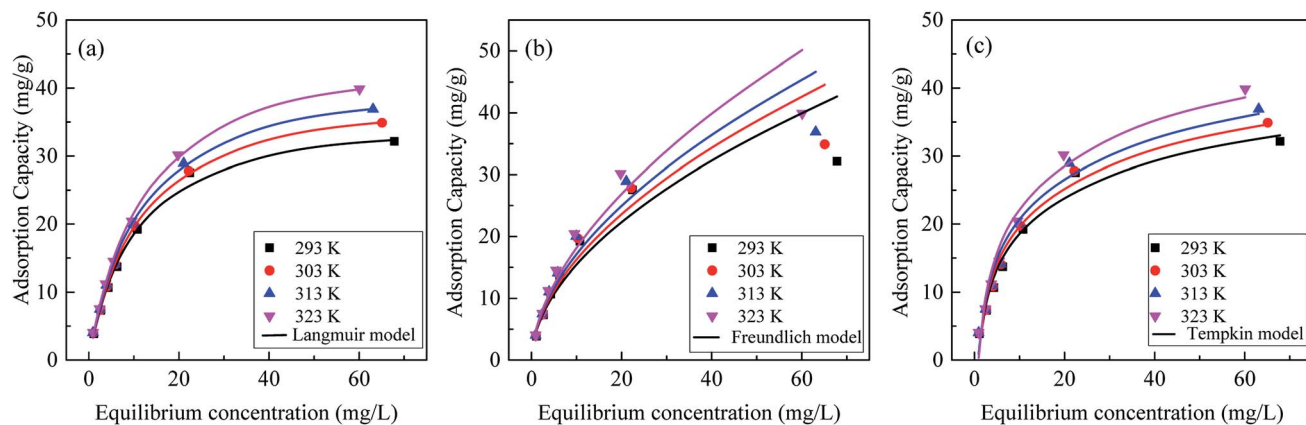 (a)
50
40
30
20
10
0
Adsorption Capacity (mg/g)
293 K
303 K
313 K
323 K
Langmuir model
0 20 40 60
Equilibrium concentration (mg/L)
(b)
50
40
30
20
10
0
Adsorption Capacity (mg/g)
293 K
303 K
313 K
323 K
Freundlich model
0 20 40 60
Equilibrium concentration (mg/L)
(c)
50
40
30
20
10
0
Adsorption Capacity (mg/g)
293 K
303 K
313 K
323 K
Tempkin model
0 20 40 60
Equilibrium concentration (mg/L)